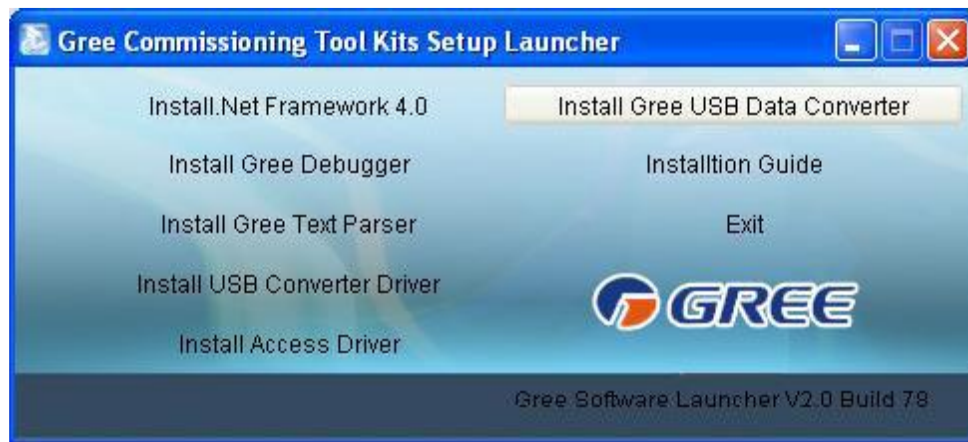 Gree Commissioning Tool Kits Setup Launcher
Install.Net Framework 4.0
Install Gree USB Data Converter
Install Gree Debugger
Installtion Guide
Install Gree Text Parser
Exit
Install USB Converter Driver
GREE
Install Access Driver
Gree Software Launcher V2.0 Build 78